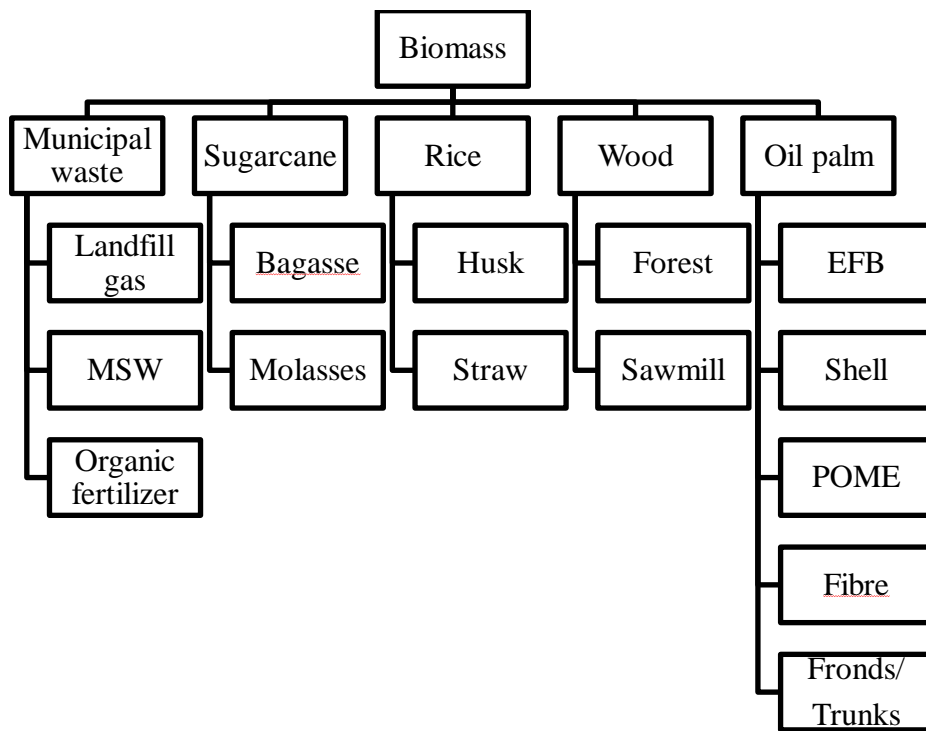 Biomass
Municipal
waste
Sugarcane
Rice
Wood
Oil palm
Landfill
gas
Bagasse
Husk
Forest
EFB
MSW
Molasses
Straw
Sawmill
Shell
Organic
fertilizer
POME
Fibre
Fronds/
Trunks